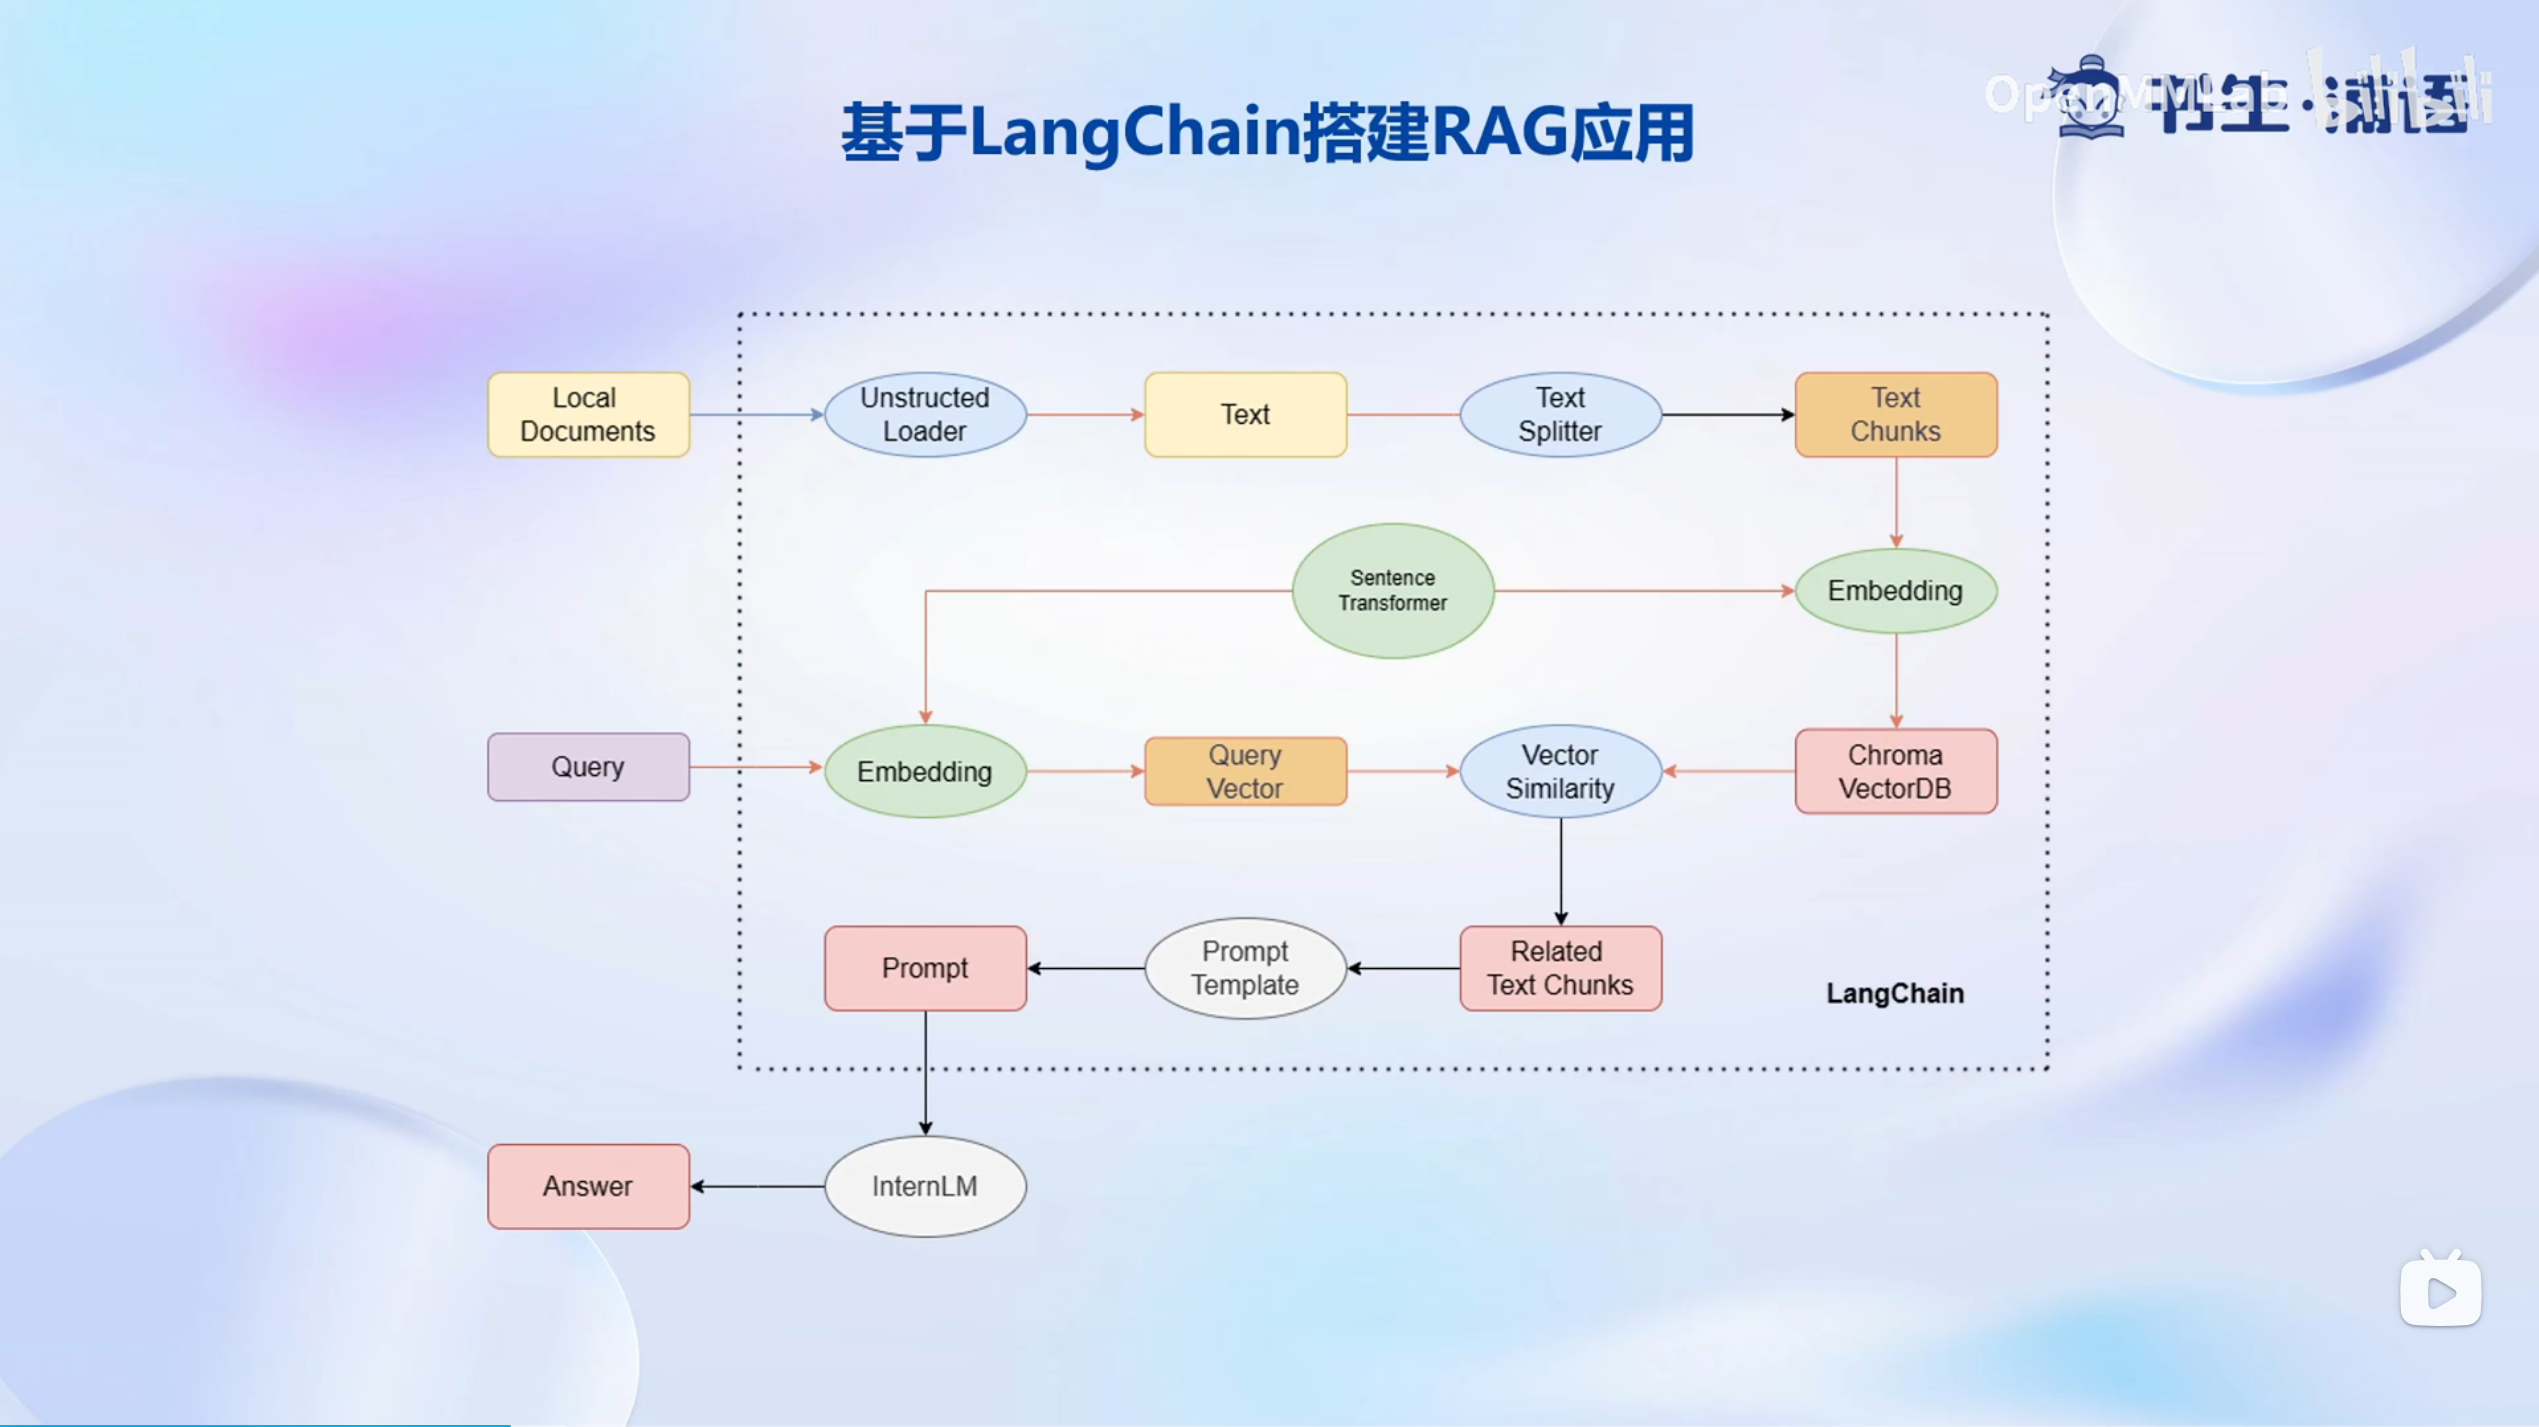 基于LangChain搭建RAG应用
OpenMMLab
书生·浦语
bilibili
Local
Documents
Unstructed
Loader
Text
Text
Splitter
Text
Chunks
Sentence
Transformer
Embedding
Query
Embedding
Query
Vector
Vector
Similarity
Chroma
VectorDB
Prompt
Prompt
Template
Related
Text Chunks
LangChain
Answer
InternLM